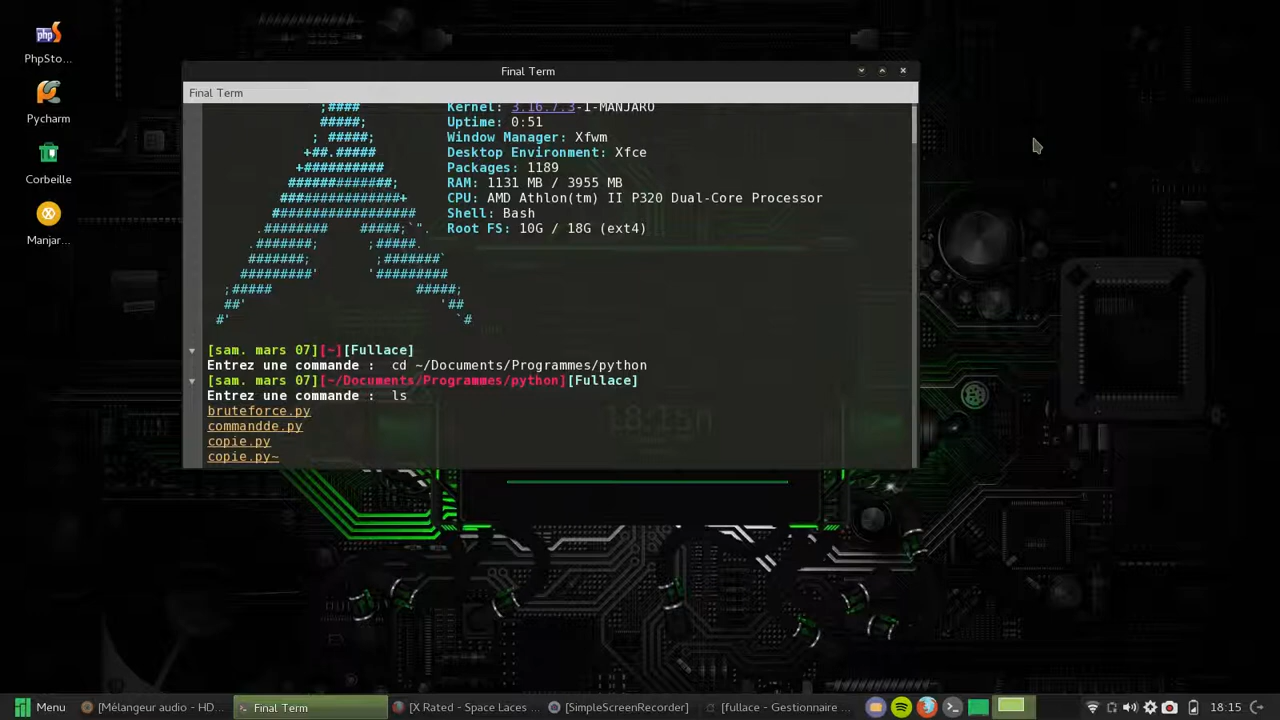 PhpSto...
Pycharm
Corbeille
Manjar...
Final Term
Final Term
Kernel: 3.16.7.3-1-MANJARO
Uptime: 0:51
Window Manager: Xfwm
Desktop Environment: Xfce
Packages: 1189
RAM: 1131 MB / 3955 MB
CPU: AMD Athlon(tm) II P320 Dual-Core Processor
Shell: Bash
Root FS: 10G / 18G (ext4)
[sam. mars 07][~][Fullace]
Entrez une commande :  cd ~/Documents/Programmes/python
[sam. mars 07][~/Documents/Programmes/python][Fullace]
Entrez une commande :  ls
bruteforce.py
commandde.py
copie.py
copie.py~
18:15n
Menu
[Mélangeur audio - HD ...
Final Term
[X Rated - Space Laces ...
[SimpleScreenRecorder]
[fullace - Gestionnaire ...
18:15